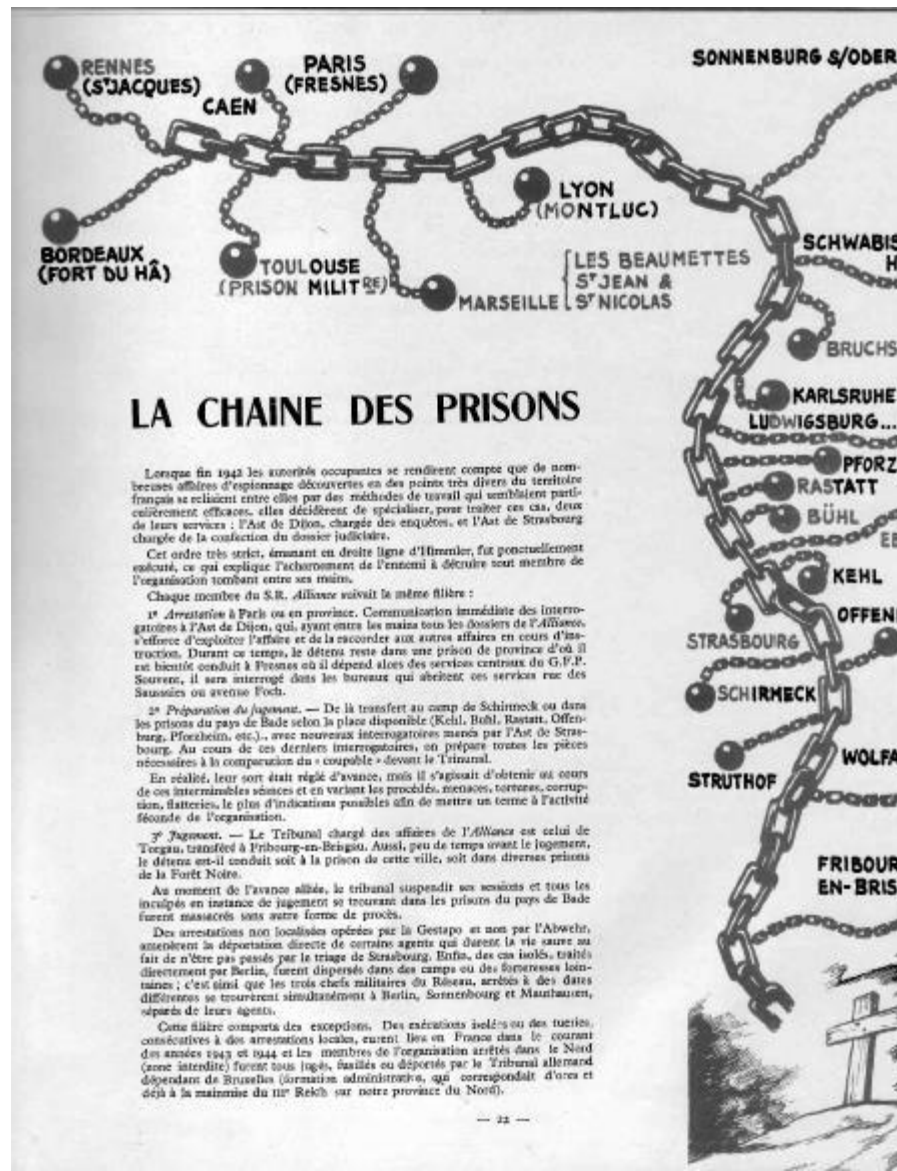 RENNES
(ST JACQUES)
CAEN
PARIS
(FRESNES)
SONNENBURG S/ODER
LYON
(MONTLUC)
BORDEAUX
(FORT DU HÂ)
TOULOUSE
(PRISON MILITRE)
MARSEILLE
LES BEAUMETTES
ST JEAN &
ST NICOLAS
SCHWABIS
H
BRUCHS
KARLSRUHE
LUDWIGSBURG...
PFORZ
RASTATT
BÜHL
KEHL
OFFEN
STRASBOURG
SCHIRMECK
STRUTHOF
WOLFA
FRIBOUR
EN-BRIS
LA CHAINE DES PRISONS
Lorsque fin 1942 les autorités occupantes se rendirent compte que de nom-
breuses affaires d'espionnage découvertes en des points très divers du territoire
français se reliaient entre elles par des méthodes de travail qui semblaient parti-
culièrement efficaces, elles décidèrent de spécialiser, pour traiter ces cas, deux
de leurs services : l'Ast de Dijon, chargée des enquêtes, et l'Ast de Strasbourg
chargée de la confection du dossier judiciaire.
Cet ordre très strict, émanant en droite ligne d'Himmler, fut ponctuellement
exécuté, ce qui explique l'acharnement de l'ennemi à détruire tout membre de
l'organisation tombant entre ses mains.
Chaque membre du S.R. Alliance suivait la même filière :
1° Arrestation à Paris ou en province. Communication immédiate des interro-
gatoires à l'Ast de Dijon, qui, ayant entre les mains tous les dossiers de l'Alliance,
s'efforce d'exploiter l'affaire et de la raccorder aux autres affaires en cours d'ins-
truction. Durant ce temps, le détenu reste dans une prison de province d'où il
est bientôt conduit à Fresnes où il dépend alors des services centraux du G.F.P.
Souvent, il sera interrogé dans les bureaux qui abritent ces services rue des
Saussaies ou avenue Foch.
2° Préparation du jugement. — De là transfert au camp de Schirmeck ou dans
les prisons du pays de Bade selon la place disponible (Kehl, Bühl, Rastatt, Offen-
burg, Pforzheim, etc.)., avec nouveaux interrogatoires menés par l'Ast de Stras-
bourg. Au cours de ces derniers interrogatoires, on prépare toutes les pièces
nécessaires à la comparution du « coupable » devant le Tribunal.
En réalité, leur sort était réglé d'avance, mais il s'agissait d'obtenir au cours
de ces interminables séances et en variant les procédés, menaces, tortures, corrup-
tion, flatteries, le plus d'indications possibles afin de mettre un terme à l'activité
féconde de l'organisation.
3° Jugement. — Le Tribunal chargé des affaires de l'Alliance est celui de
Torgau, transféré à Fribourg-en-Brisgau. Aussi, peu de temps avant le jugement,
le détenu est-il conduit soit à la prison de cette ville, soit dans diverses prisons
de la Forêt Noire.
Au moment de l'avance alliée, le tribunal suspendit ses sessions et tous les
inculpés en instance de jugement se trouvant dans les prisons du pays de Bade
furent massacrés sans autre forme de procès.
Des arrestations non localisées opérées par la Gestapo et non par l'Abwehr,
amenèrent la déportation directe de certains agents qui durent la vie sauve au
fait de n'être pas passés par le triage de Strasbourg. Enfin, des cas isolés, traités
directement par Berlin, furent dispersés dans des camps ou des forteresses loin-
taines ; c'est ainsi que les trois chefs militaires du Réseau, arrêtés à des dates
différentes se trouvèrent simultanément à Berlin, Sonnenbourg et Mauthausen,
séparés de leurs agents.
Cette filière comporta des exceptions. Des exécutions isolées ou des tueries,
consécutives à des arrestations locales, eurent lieu en France dans le courant
des années 1943 et 1944 et les membres de l'organisation arrêtés dans le Nord
(zone interdite) furent tous jugés, fusillés ou déportés par le Tribunal allemand
dépendant de Bruxelles (formation administrative, qui correspondait d'ores et
déjà à la mainmise du IIIe Reich sur notre province du Nord).
— 22 —